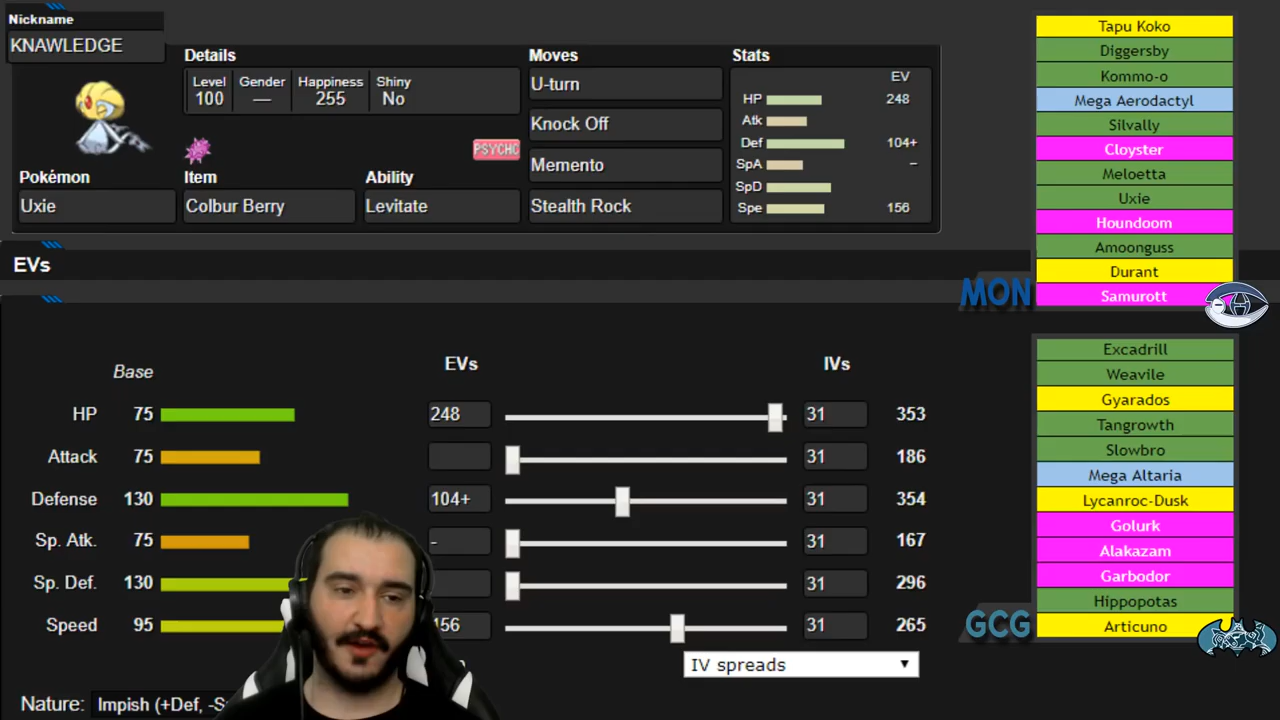 Nickname
KNAWLEDGE
Details
Level Gender Happiness Shiny
100 — 255 No
PSYCHC
Pokémon Item Ability
Uxie Colbur Berry Levitate
Moves
U-turn
Knock Off
Memento
Stealth Rock
Stats
EV
HP 248
Atk
Def 104+
SpA –
SpD
Spe 156
EVs
Base EVs IVs
HP 75 248 31 353
Attack 75 31 186
Defense 130 104+ 31 354
Sp. Atk. 75 - 31 167
Sp. Def. 130 31 296
Speed 95 156 31 265
IV spreads
Nature: Impish (+Def, -S
Tapu Koko
Diggersby
Kommo-o
Mega Aerodactyl
Silvally
Cloyster
Meloetta
Uxie
Houndoom
Amoonguss
Durant
Samurott
MON
Excadrill
Weavile
Gyarados
Tangrowth
Slowbro
Mega Altaria
Lycanroc-Dusk
Golurk
Alakazam
Garbodor
Hippopotas
Articuno
GCG